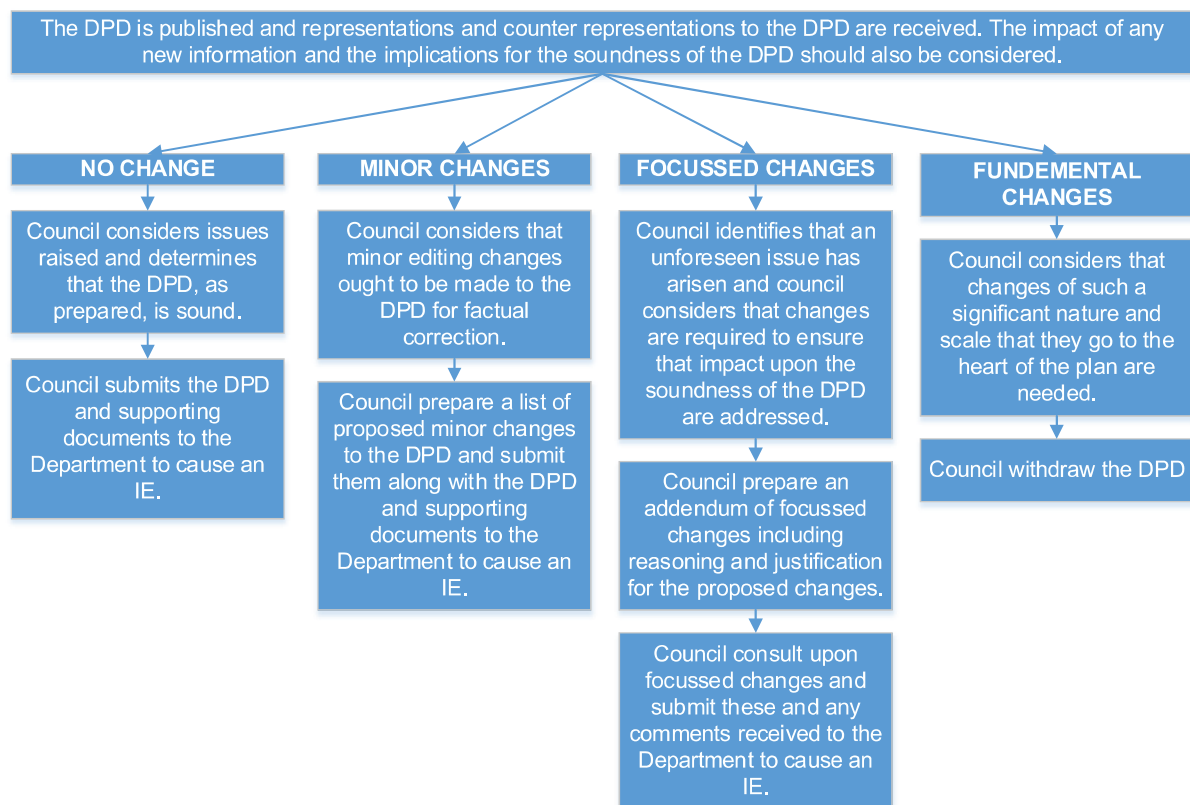 The DPD is published and representations and counter representations to the DPD are received. The impact of any
new information and the implications for the soundness of the DPD should also be considered.
NO CHANGE
Council considers issues
raised and determines
that the DPD, as
prepared, is sound.
Council submits the DPD
and supporting
documents to the
Department to cause an
IE.
MINOR CHANGES
Council considers that
minor editing changes
ought to be made to the
DPD for factual
correction.
Council prepare a list of
proposed minor changes
to the DPD and submit
them along with the DPD
and supporting
documents to the
Department to cause an
IE.
FOCUSSED CHANGES
Council identifies that an
unforeseen issue has
arisen and council
considers that changes
are required to ensure
that impact upon the
soundness of the DPD
are addressed.
Council prepare an
addendum of focussed
changes including
reasoning and justification
for the proposed changes.
Council consult upon
focussed changes and
submit these and any
comments received to the
Department to cause an
IE.
FUNDEMENTAL
CHANGES
Council considers that
changes of such a
significant nature and
scale that they go to the
heart of the plan are
needed.
Council withdraw the DPD